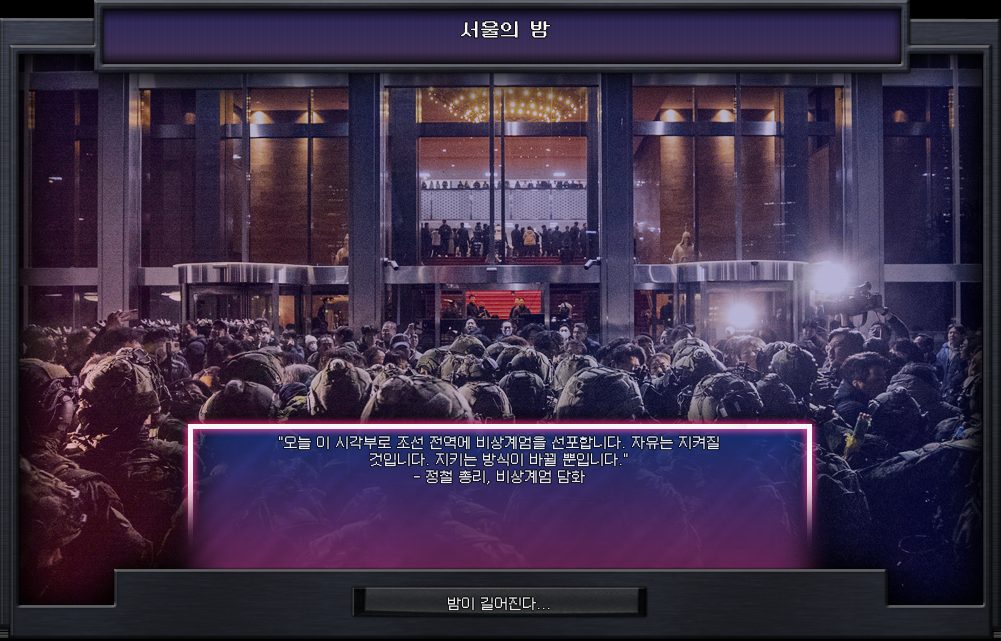 서울의 밤
"오늘 이 시각부로 조선 전역에 비상계엄을 선포합니다. 자유는 지켜질
것입니다. 지키는 방식이 바뀔 뿐입니다."
- 정철 총리, 비상계엄 담화
밤이 길어진다...